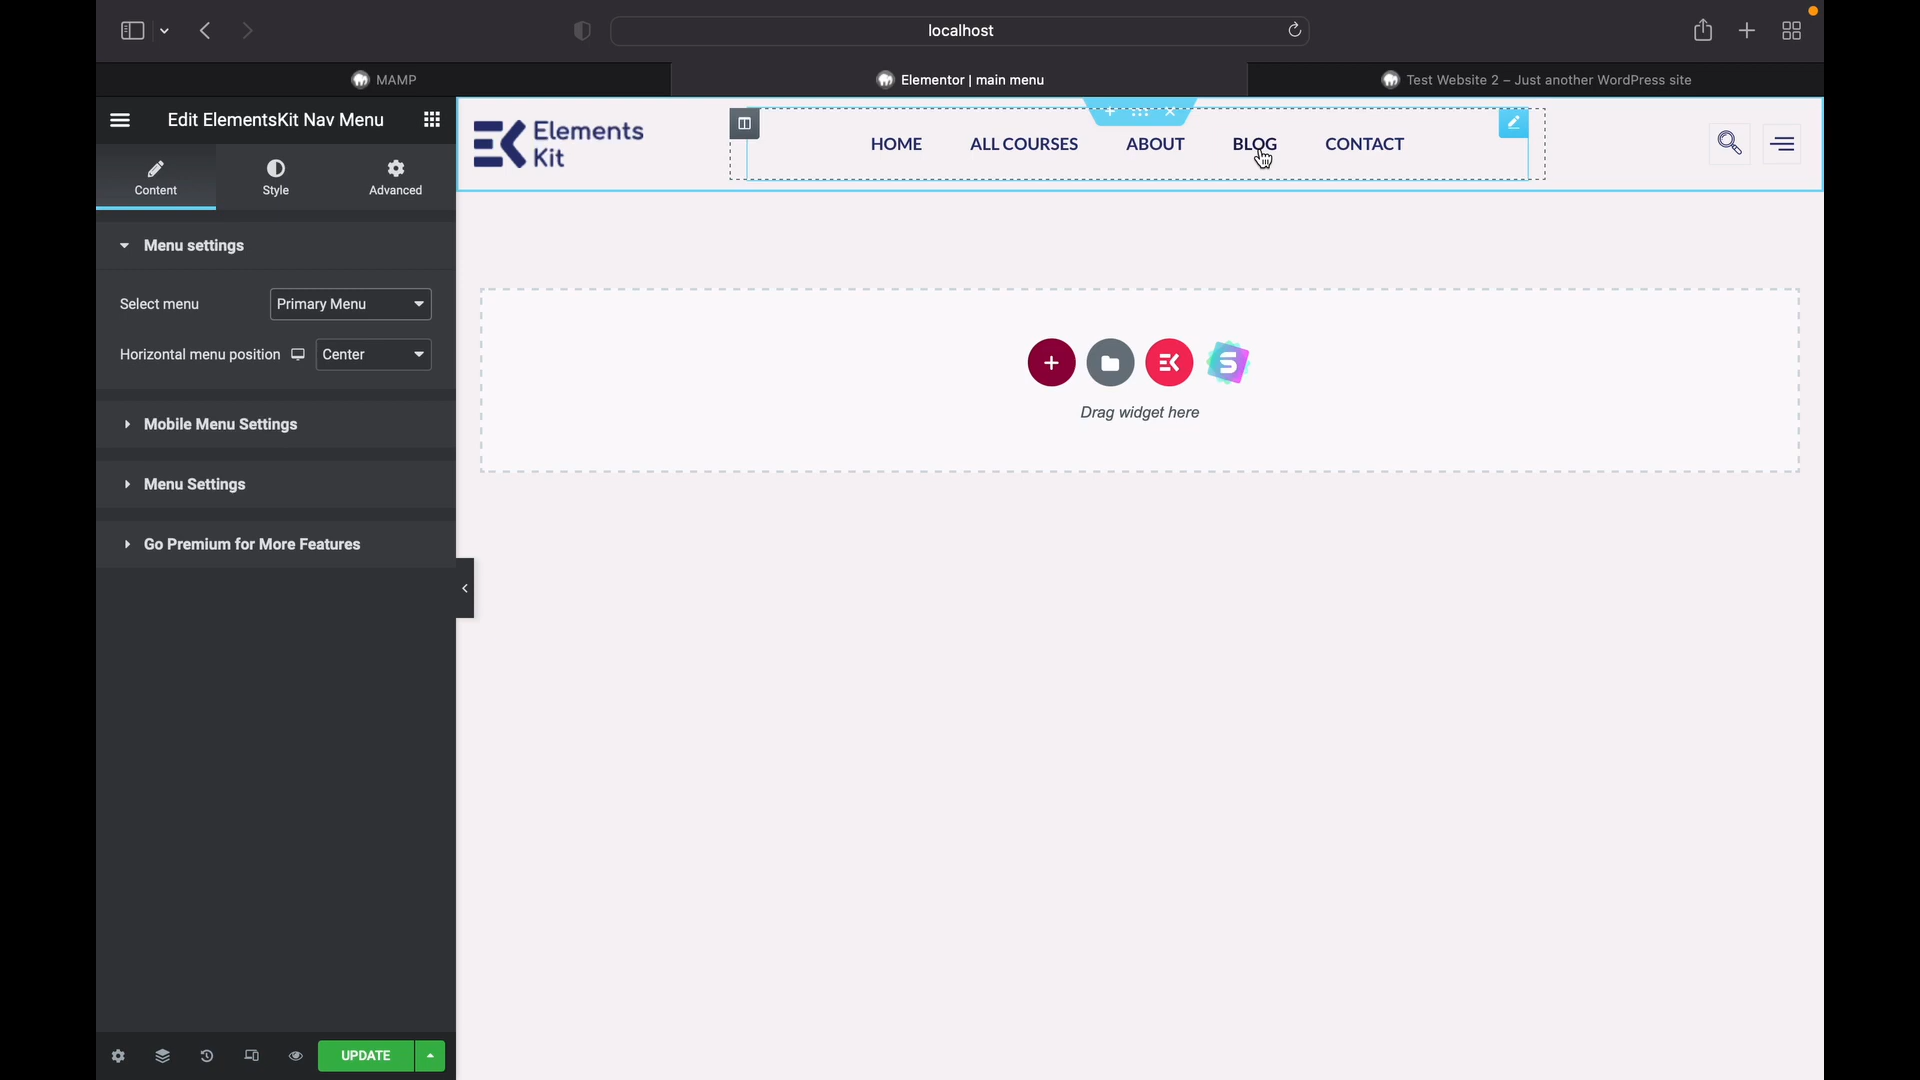 localhost
MAMP
Elementor | main menu
Test Website 2 – Just another WordPress site
Edit ElementsKit Nav Menu
Content
Style
Advanced
Menu settings
Select menu
Primary Menu
Horizontal menu position
Center
Mobile Menu Settings
Menu Settings
Go Premium for More Features
UPDATE
Elements
Kit
HOME
ALL COURSES
ABOUT
BLOG
CONTACT
Drag widget here